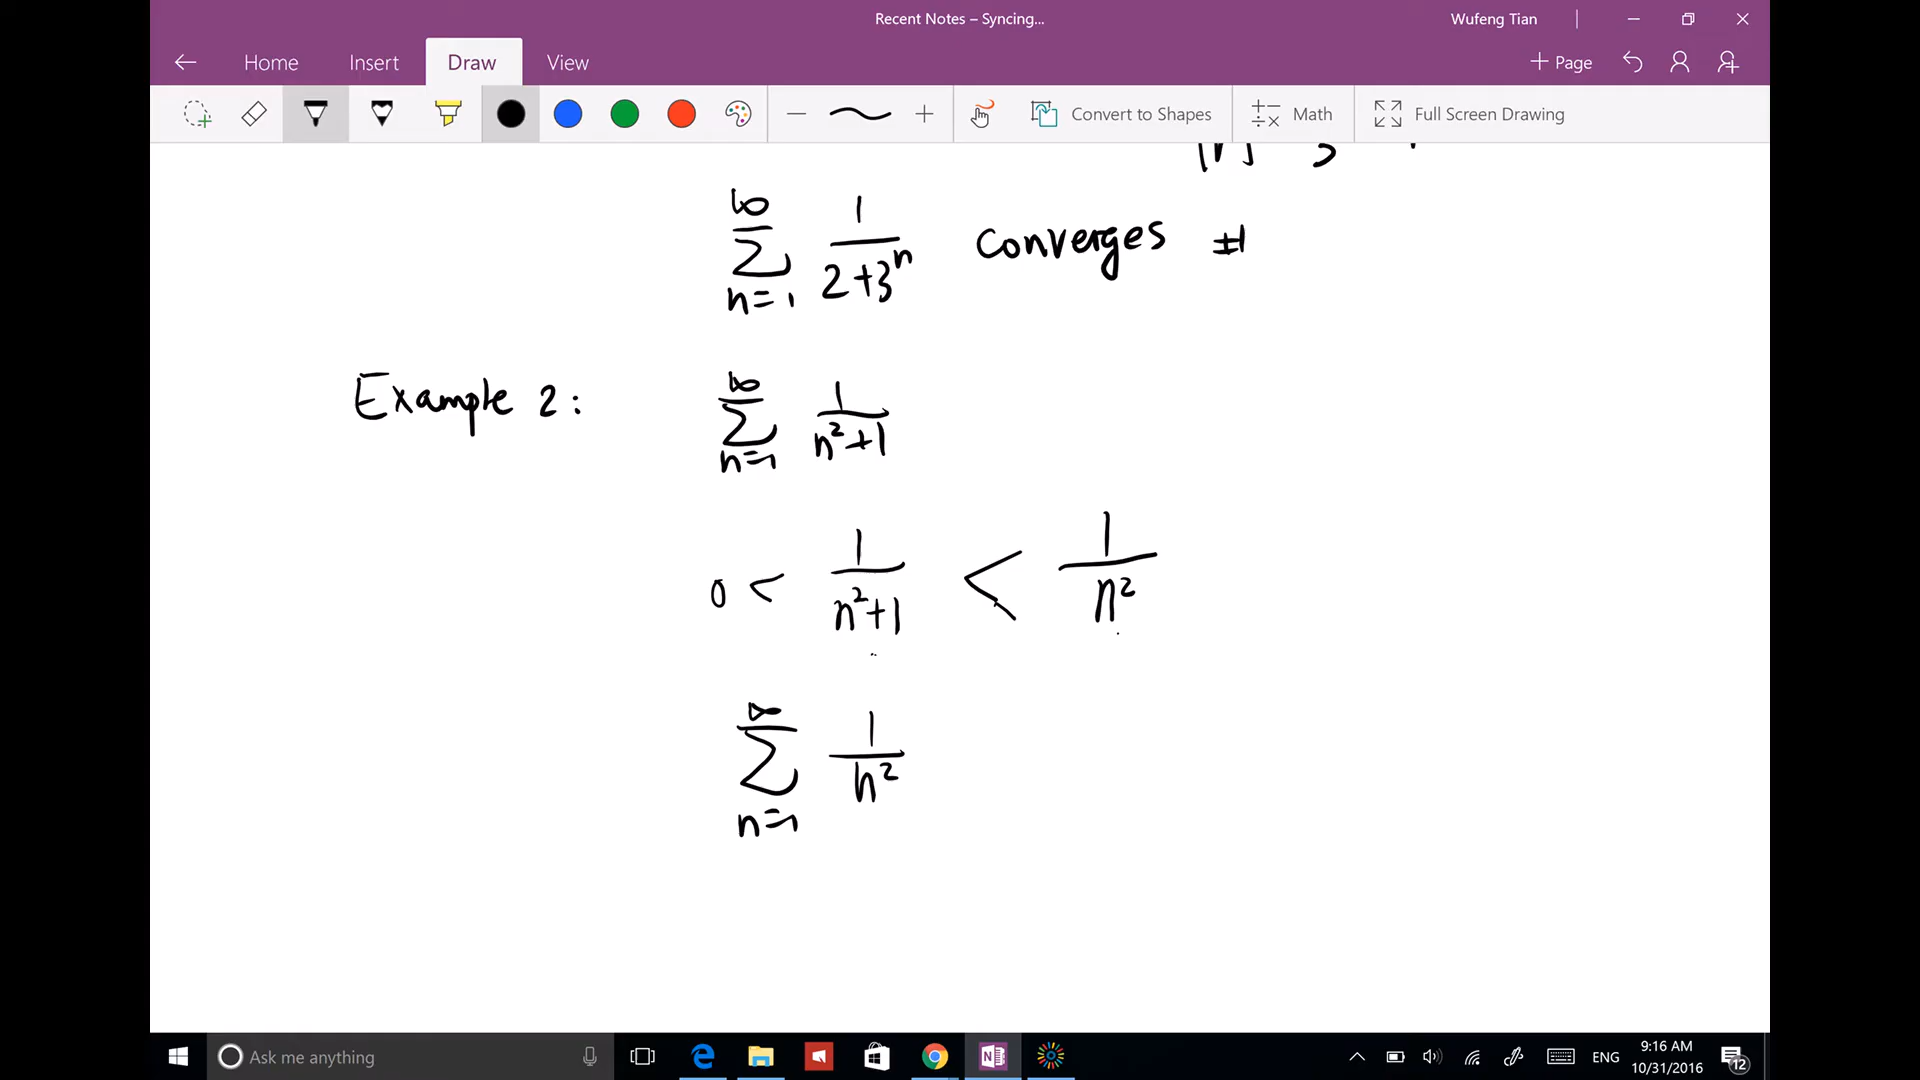 Recent Notes – Syncing... Wufeng Tian
Home Insert Draw View Page
Convert to Shapes Math Full Screen Drawing
∞ ∑ n=1 1/(2+3ⁿ) Converges #
Example 2: ∞ ∑ n=1 1/(n²+1)
0 < 1/(n²+1) < 1/n²
∞ ∑ n=1 1/n²
Ask me anything ENG 9:16 AM
10/31/2016 12